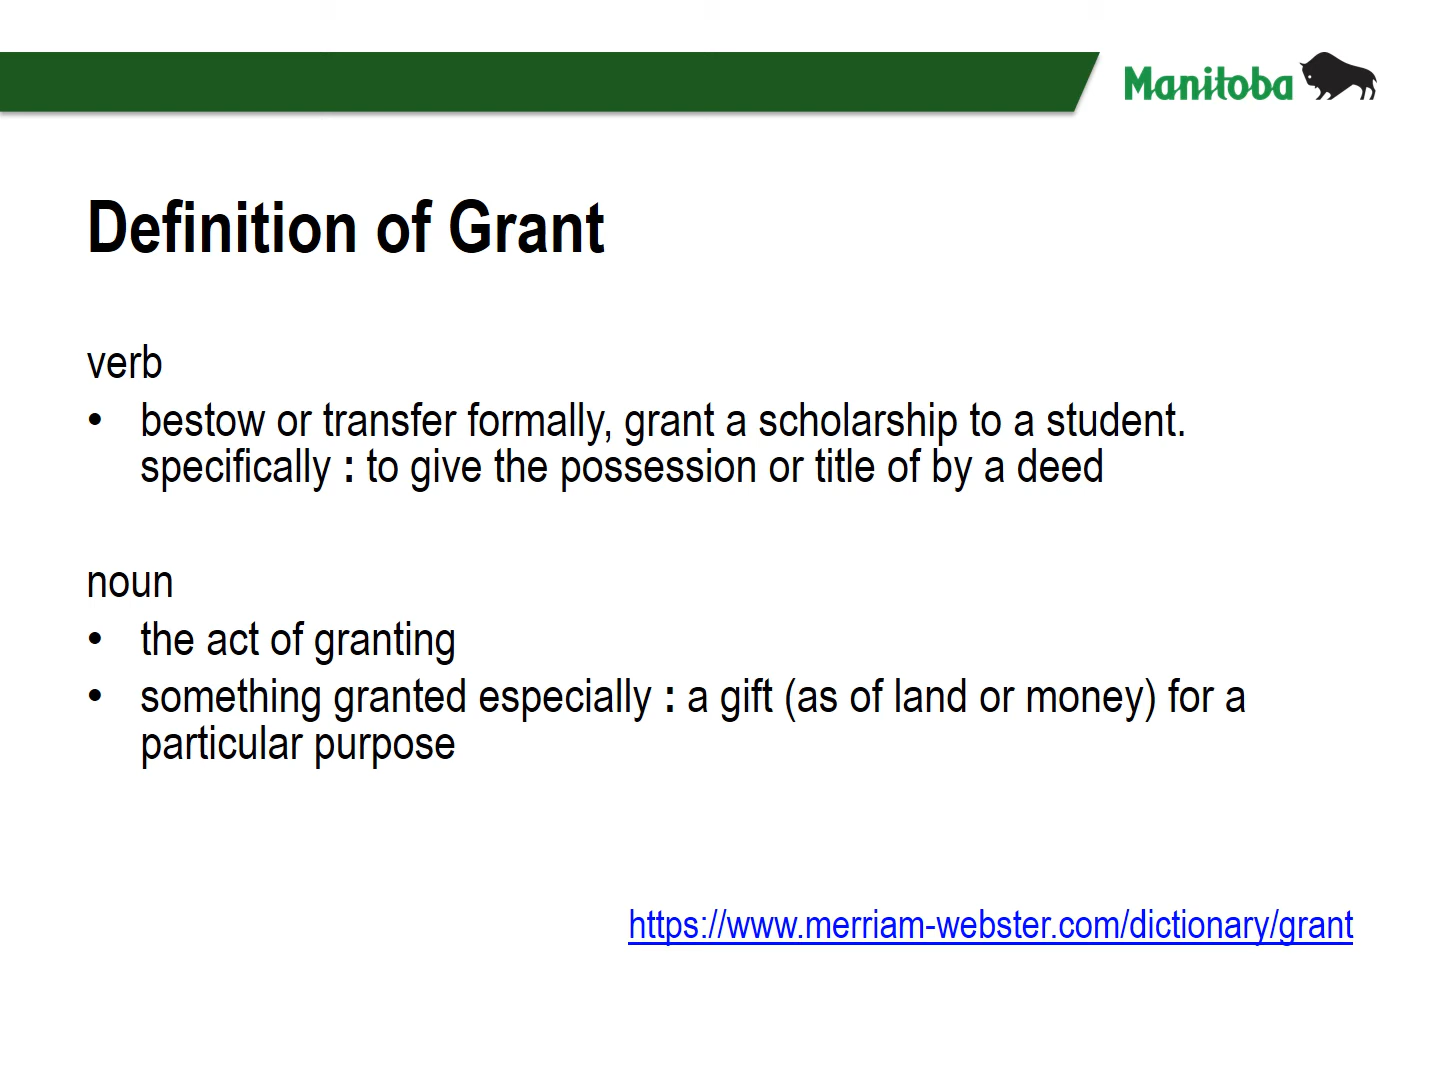 Manitoba
Definition of Grant
verb
• bestow or transfer formally, grant a scholarship to a student.
specifically : to give the possession or title of by a deed
noun
• the act of granting
• something granted especially : a gift (as of land or money) for a
particular purpose
https://www.merriam-webster.com/dictionary/grant